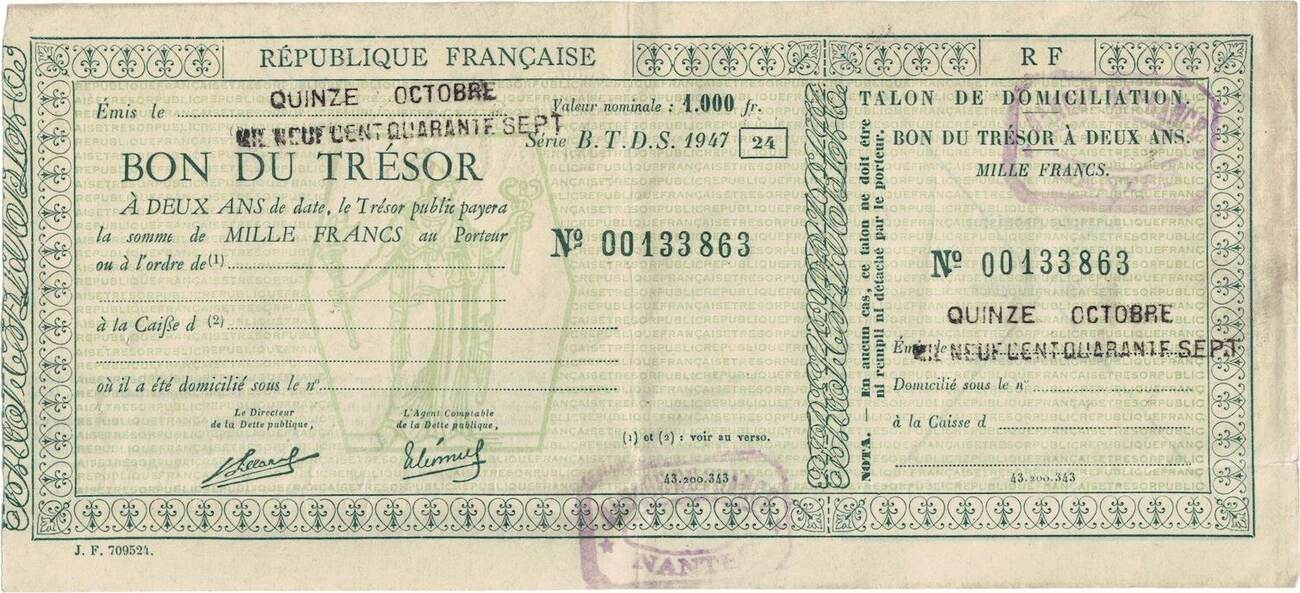 RÉPUBLIQUE FRANÇAISE
Émis le QUINZE OCTOBRE
MIL NEUF CENT QUARANTE SEPT
Valeur nominale : 1.000 fr.
Série B.T.D.S. 1947 24
BON DU TRÉSOR
À DEUX ANS de date, le Trésor public payera
la somme de MILLE FRANCS au Porteur
ou à l'ordre de (1)
Nº 00133863
à la Caisse d (2)
où il a été domicilié sous le nº
Le Directeur
de la Dette publique,
L'Agent Comptable
de la Dette publique,
(1) et (2) : voir au verso.
43.200.343
NANTES
J. F. 709524.
NOTA. — En aucun cas, ce talon ne doit être
ni rempli ni détaché par le porteur.
R F
TALON DE DOMICILIATION.
BON DU TRÉSOR À DEUX ANS.
MILLE FRANCS.
Nº 00133863
QUINZE OCTOBRE
Émis le MIL NEUF CENT QUARANTE SEPT
Domicilié sous le nº
à la Caisse d
43.200.343